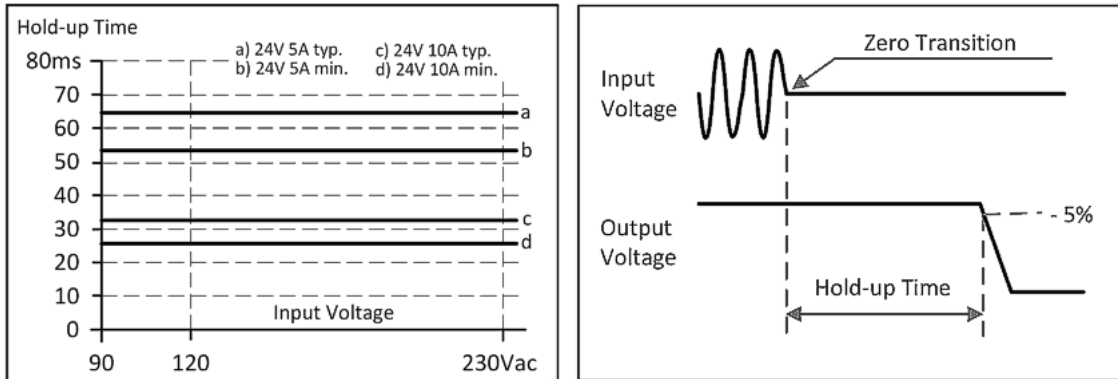 Hold-up Time
a) 24V 5A typ. c) 24V 10A typ.
b) 24V 5A min. d) 24V 10A min.
80ms
70
60
50
40
30
20
10
0
a
b
c
d
Input Voltage
90 120 230Vac
Zero Transition
Input
Voltage
Output
Voltage
- 5%
Hold-up Time